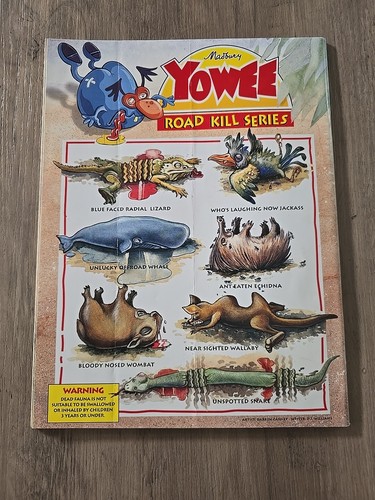 Madbury
YOWEE
ROAD KILL SERIES
BLUE FACED RADIAL LIZARD
WHO'S LAUGHING NOW JACKASS
UNLUCKY OFFROAD WHALE
ANT EATEN ECHIDNA
BLOODY NOSED WOMBAT
NEAR SIGHTED WALLABY
UNSPOTTED SNAKE
WARNING
DEAD FAUNA IS NOT
SUITABLE TO BE SWALLOWED
OR INHALED BY CHILDREN
3 YEARS OR UNDER.